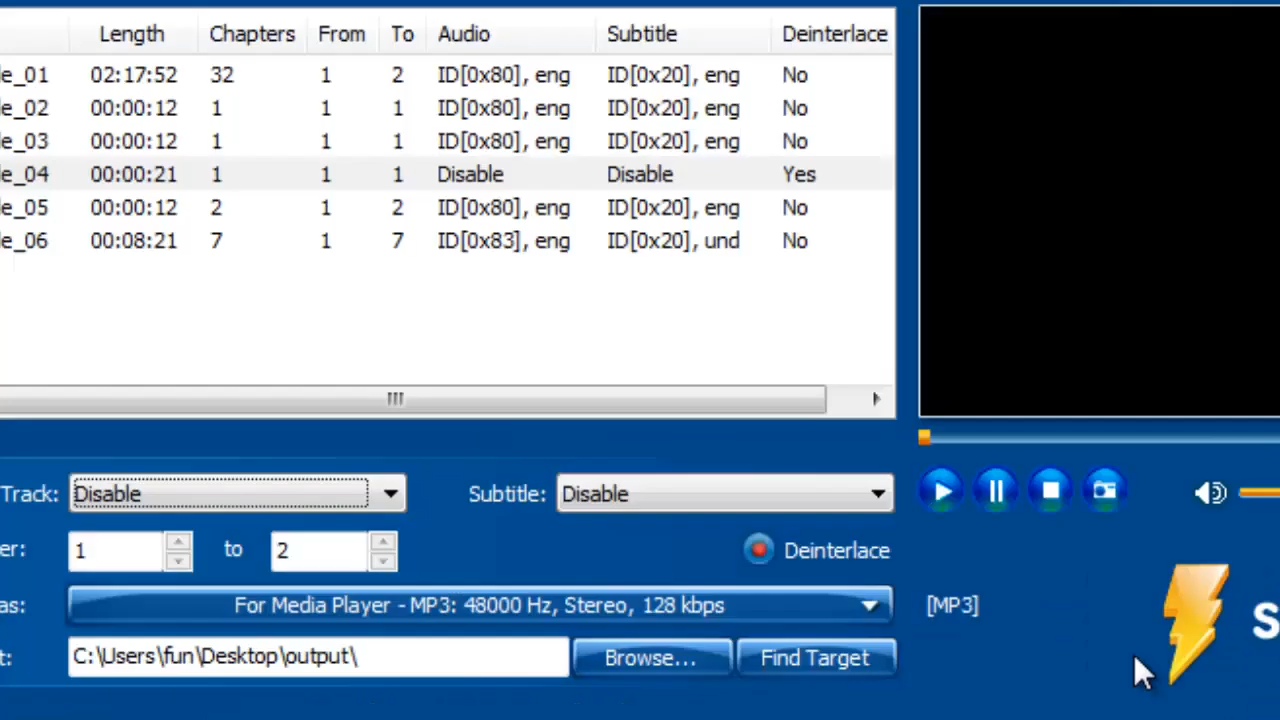 Length Chapters From To Audio Subtitle Deinterlace
le_01 02:17:52 32 1 2 ID[0x80], eng ID[0x20], eng No
le_02 00:00:12 1 1 1 ID[0x80], eng ID[0x20], eng No
le_03 00:00:12 1 1 1 ID[0x80], eng ID[0x20], eng No
le_04 00:00:21 1 1 1 Disable Disable Yes
le_05 00:00:12 2 1 2 ID[0x80], eng ID[0x20], eng No
le_06 00:08:21 7 1 7 ID[0x83], eng ID[0x20], und No
Track: Disable Subtitle: Disable
er: 1 to 2 Deinterlace
as: For Media Player - MP3: 48000 Hz, Stereo, 128 kbps [MP3]
t: C:\Users\fun\Desktop\output\ Browse... Find Target
S